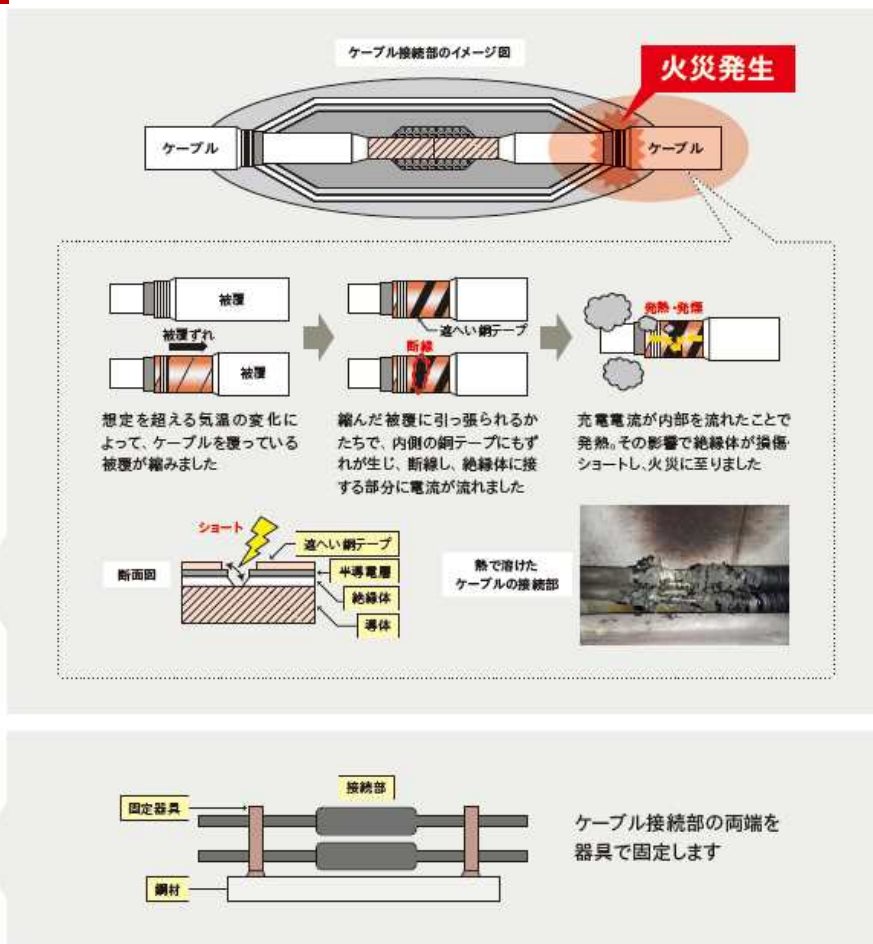 ケーブル接続部のイメージ図
火災発生
ケーブル
ケーブル
被覆
被覆ずれ
被覆
遮へい銅テープ
断線
発熱・発煙
想定を超える気温の変化に
よって、ケーブルを覆っている
被覆が縮みました
縮んだ被覆に引っ張られるか
たちで、内側の銅テープにもず
れが生じ、断線し、絶縁体に接
する部分に電流が流れました
充電電流が内部を流れたことで
発熱。その影響で絶縁体が損傷・
ショートし、火災に至りました
断面図
ショート
遮へい銅テープ
半導電層
絶縁体
導体
熱で溶けた
ケーブルの接続部
固定器具
接続部
鋼材
ケーブル接続部の両端を
器具で固定します